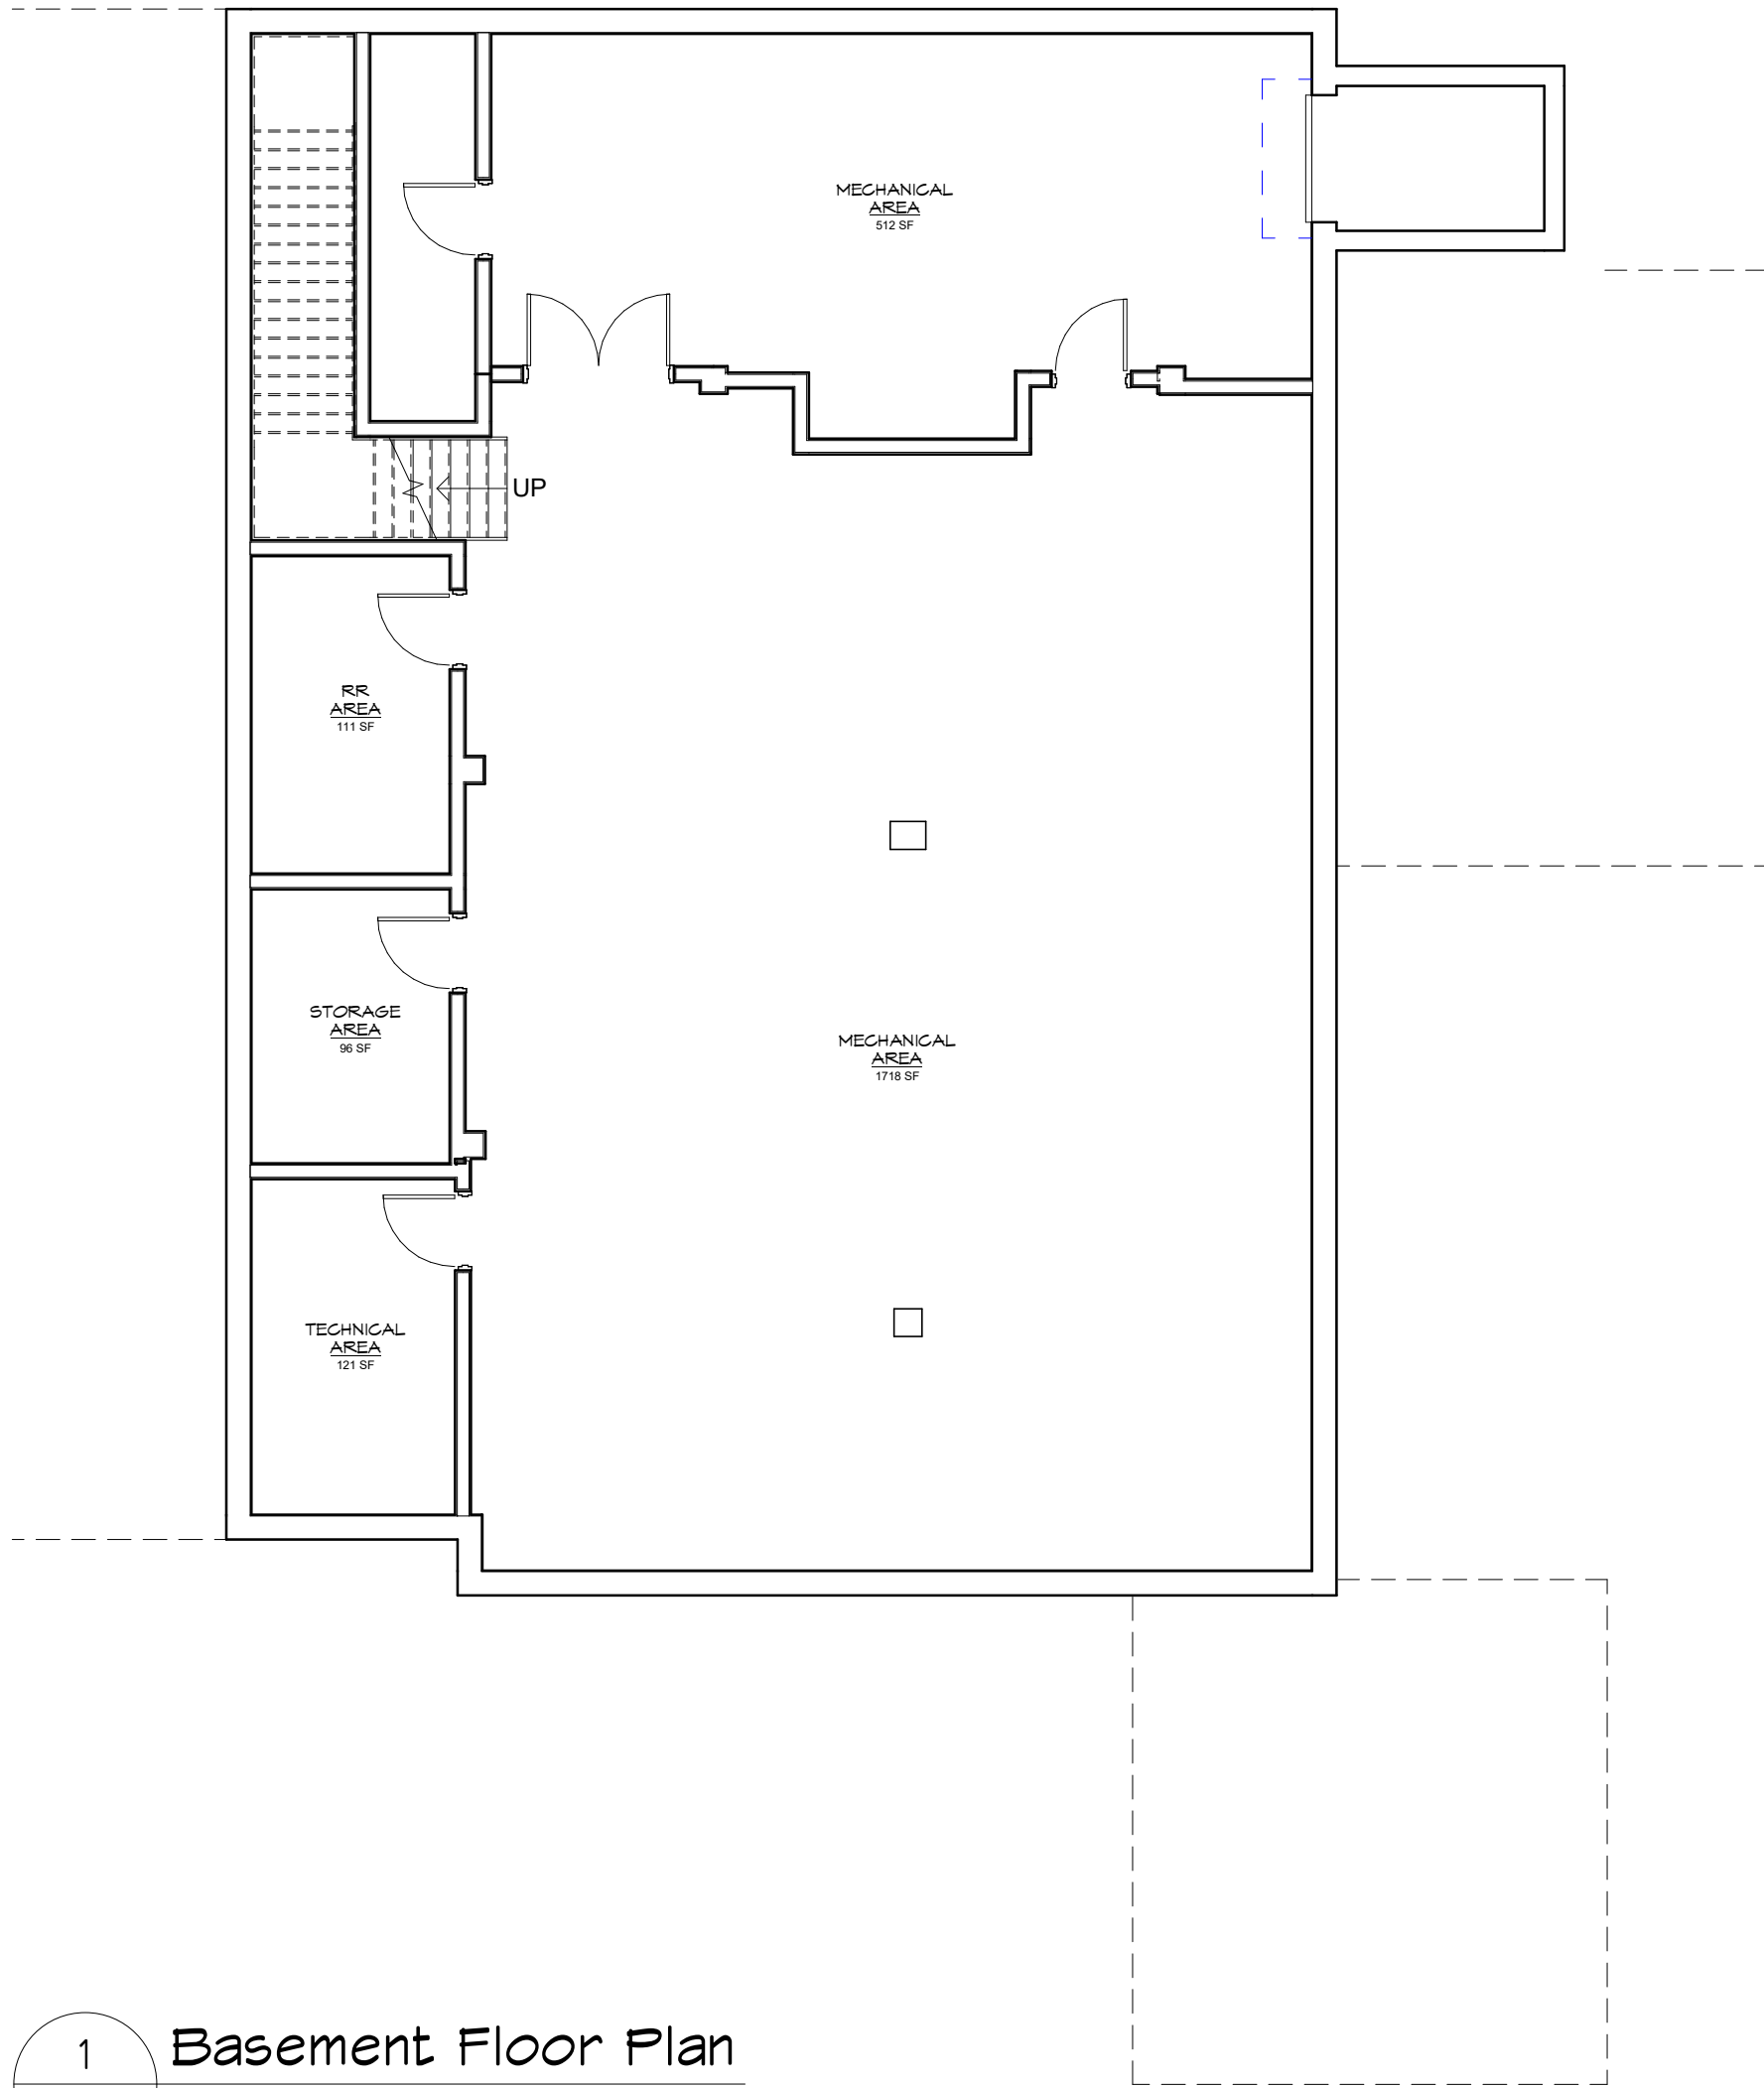 MECHANICAL
AREA
512 SF
UP
RR
AREA
111 SF
STORAGE
AREA
96 SF
MECHANICAL
AREA
1718 SF
TECHNICAL
AREA
121 SF
1 Basement Floor Plan